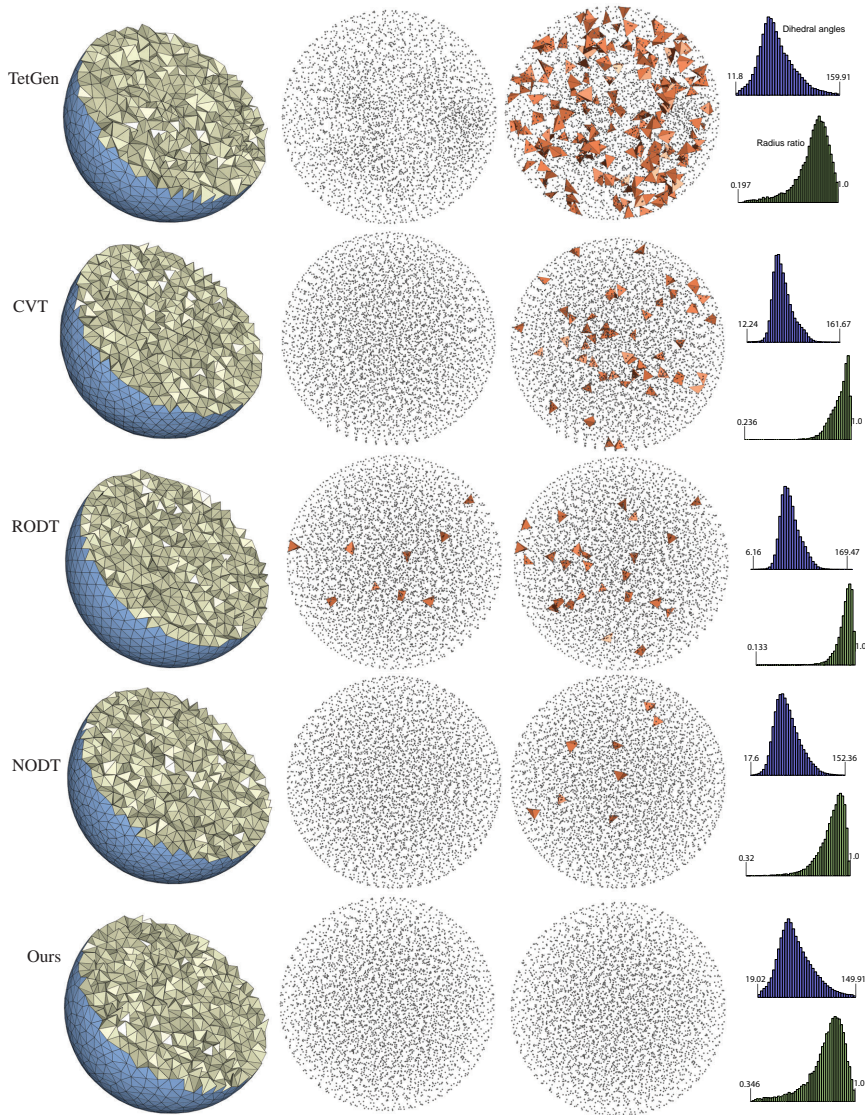 TetGen
Dihedral angles
11.8
159.91
Radius ratio
0.197
1.0
CVT
12.24
161.67
0.236
1.0
RODT
6.16
169.47
0.133
1.0
NODT
17.6
152.36
0.32
1.0
Ours
19.02
149.91
0.346
1.0